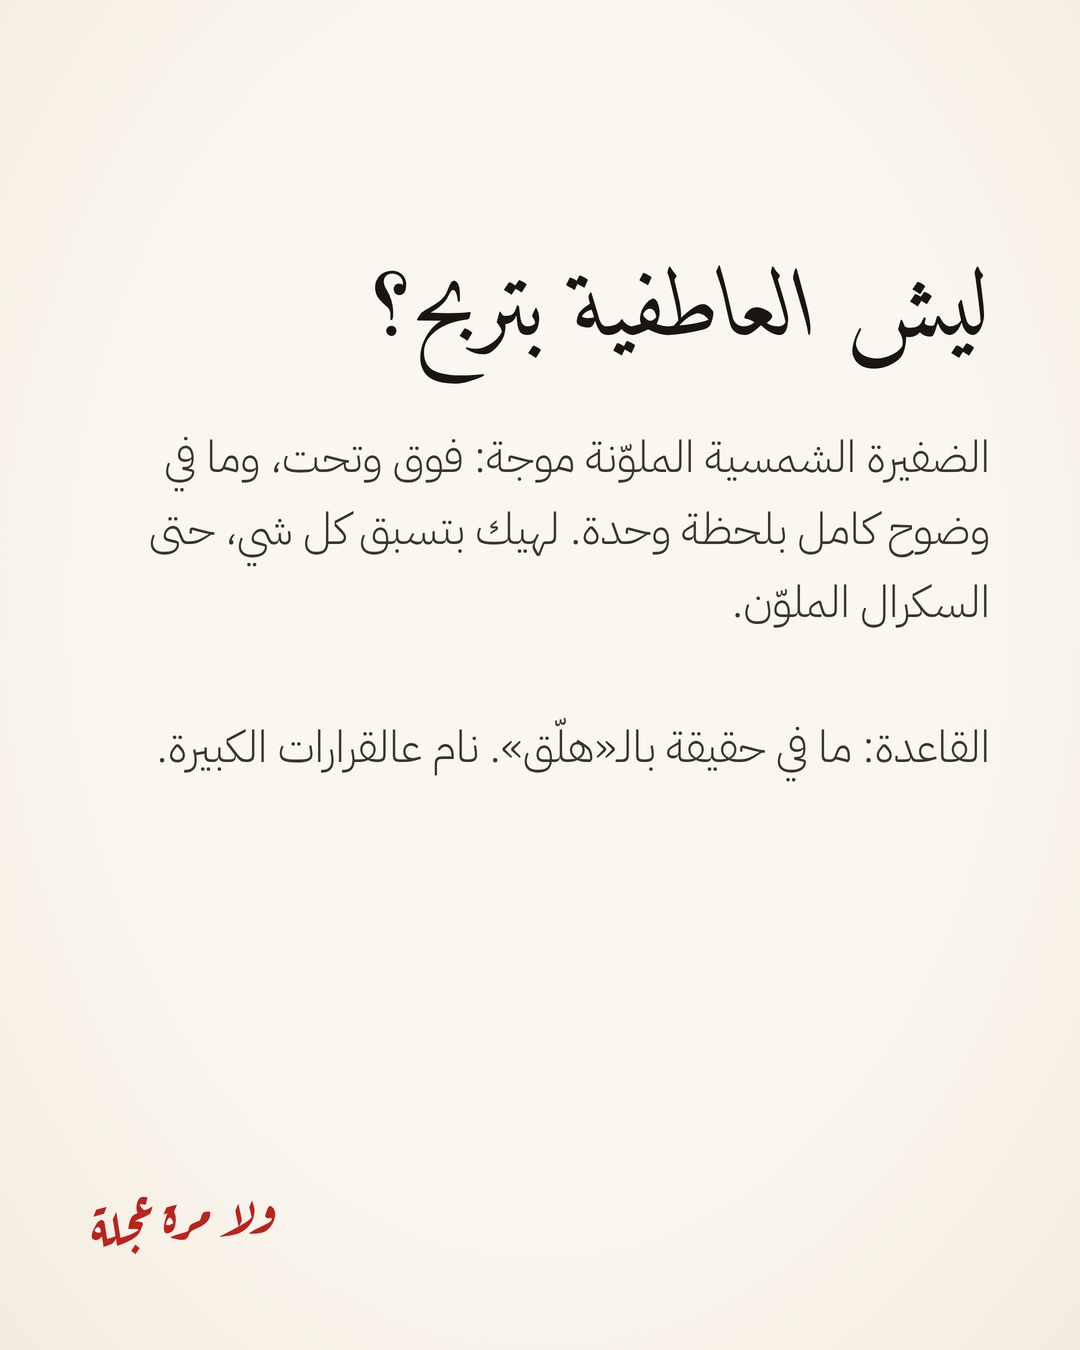 ليش العاطفية بتربح؟
الضفيرة الشمسية الملوّنة موجة: فوق وتحت، وما في
وضوح كامل بلحظة وحدة. لهيك بتسبق كل شي، حتى
السكرال الملوّن.
القاعدة: ما في حقيقة بالـ«هلّق». نام عالقرارات الكبيرة.
ولا مرة عجلة